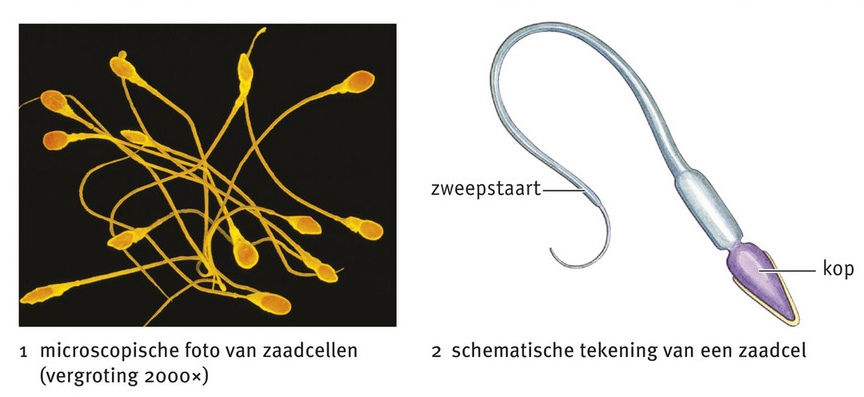 zweepstaart
kop
1 microscopische foto van zaadcellen
(vergroting 2000×)
2 schematische tekening van een zaadcel